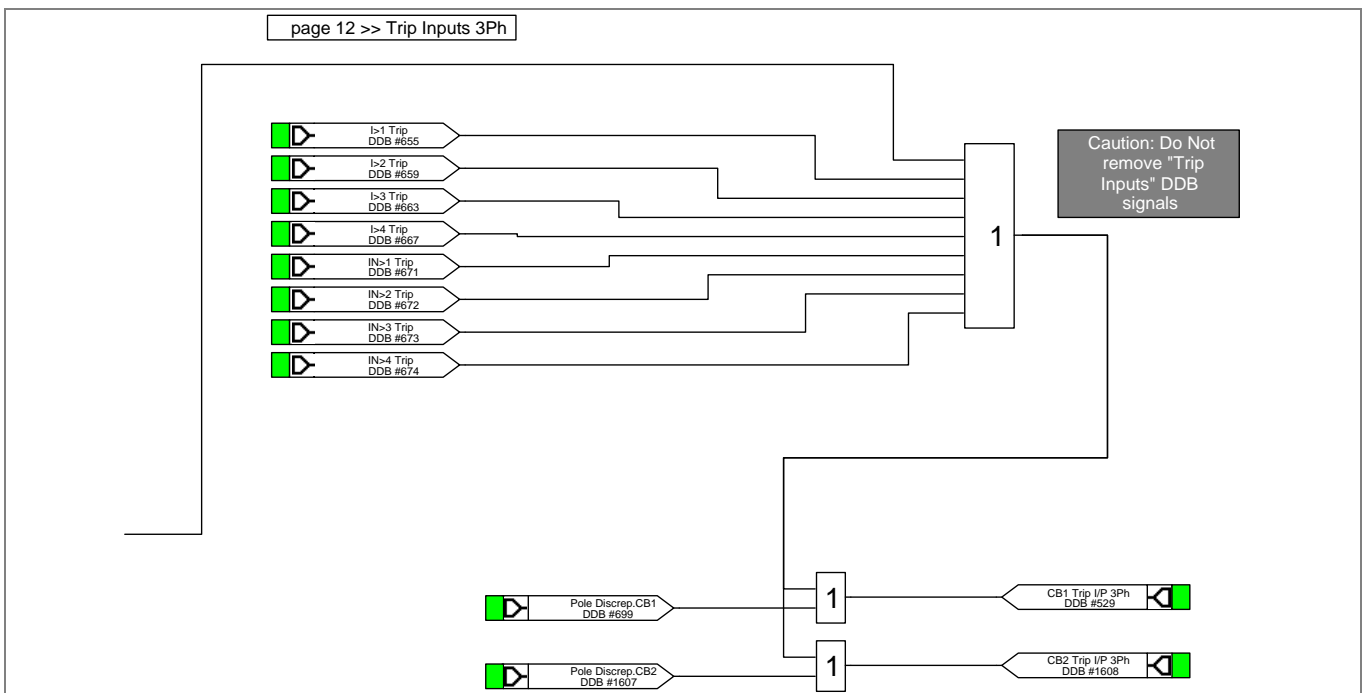 page 12 >> Trip Inputs 3Ph
I>1 Trip
DDB #655
I>2 Trip
DDB #659
I>3 Trip
DDB #663
I>4 Trip
DDB #667
IN>1 Trip
DDB #671
IN>2 Trip
DDB #672
IN>3 Trip
DDB #673
IN>4 Trip
DDB #674
1
Caution: Do Not
remove "Trip
Inputs" DDB
signals
Pole Discrep.CB1
DDB #699
1
CB1 Trip I/P 3Ph
DDB #529
Pole Discrep.CB2
DDB #1607
1
CB2 Trip I/P 3Ph
DDB #1608